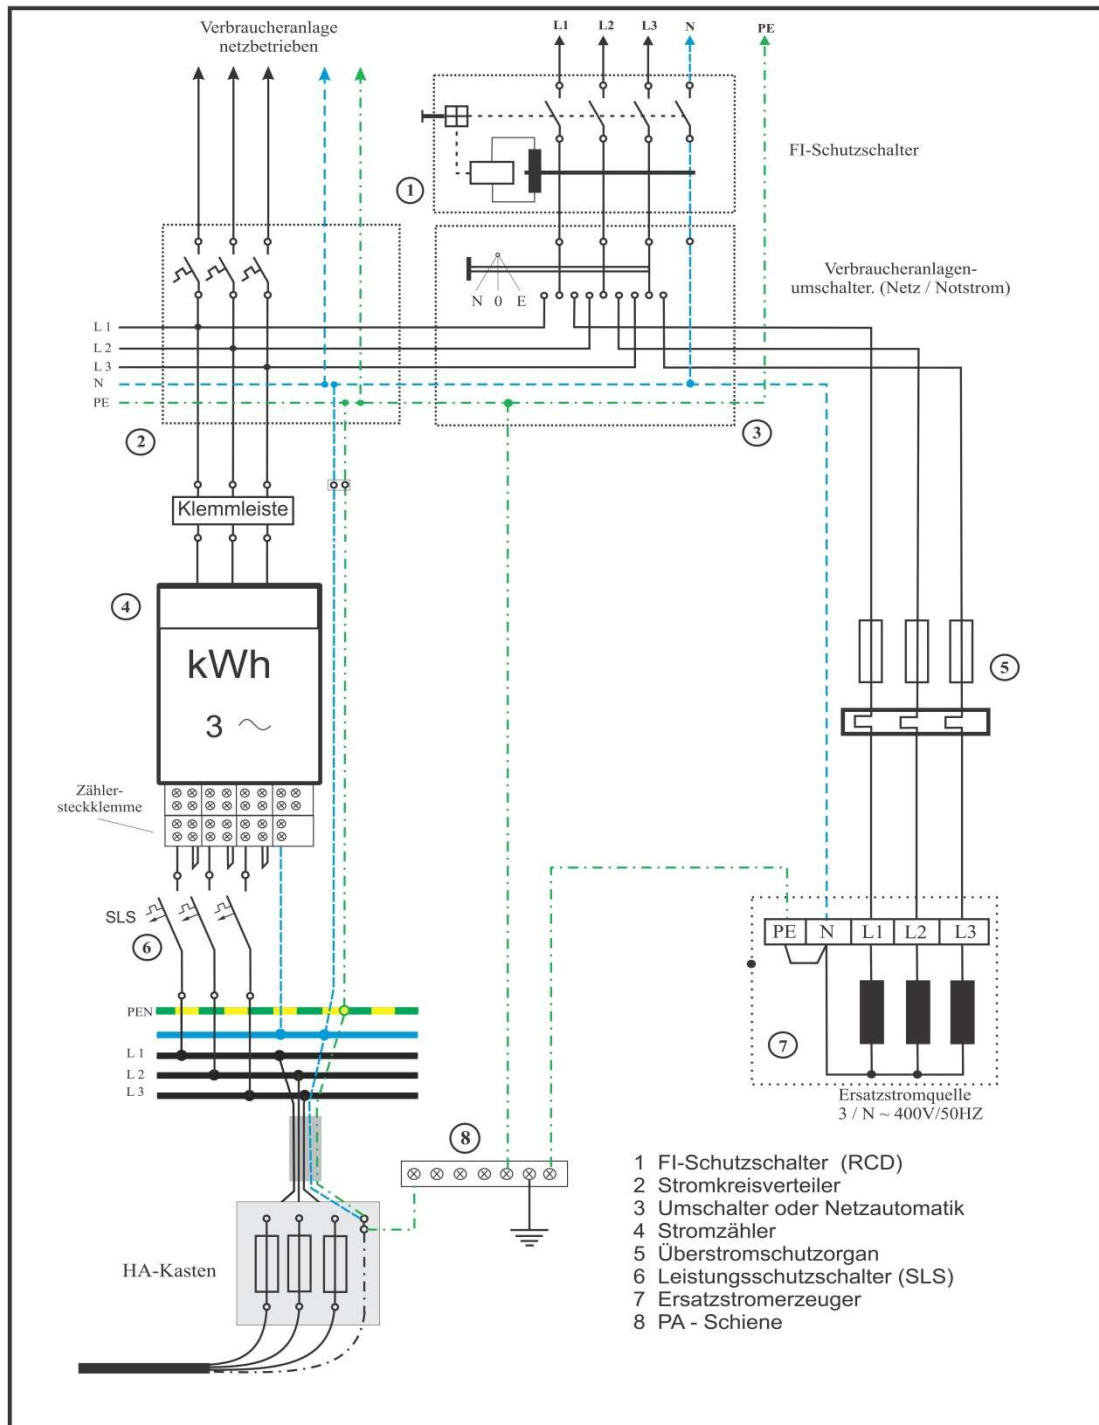 Verbraucheranlage
netzbetrieben
L1 L2 L3 N PE
FI-Schutzschalter
1
Verbraucheranlagen-
umschalter. (Netz / Notstrom)
N 0 E
L 1
L 2
L 3
N
PE
2
3
Klemmleiste
4
kWh
3 ~
5
Zähler-
steckklemme
SLS
6
PE N L1 L2 L3
PEN
L 1
L 2
L 3
7
Ersatzstromquelle
3 / N ~ 400V/50HZ
8
HA-Kasten
1 FI-Schutzschalter (RCD)
2 Stromkreisverteiler
3 Umschalter oder Netzautomatik
4 Stromzähler
5 Überstromschutzorgan
6 Leistungsschutzschalter (SLS)
7 Ersatzstromerzeuger
8 PA - Schiene